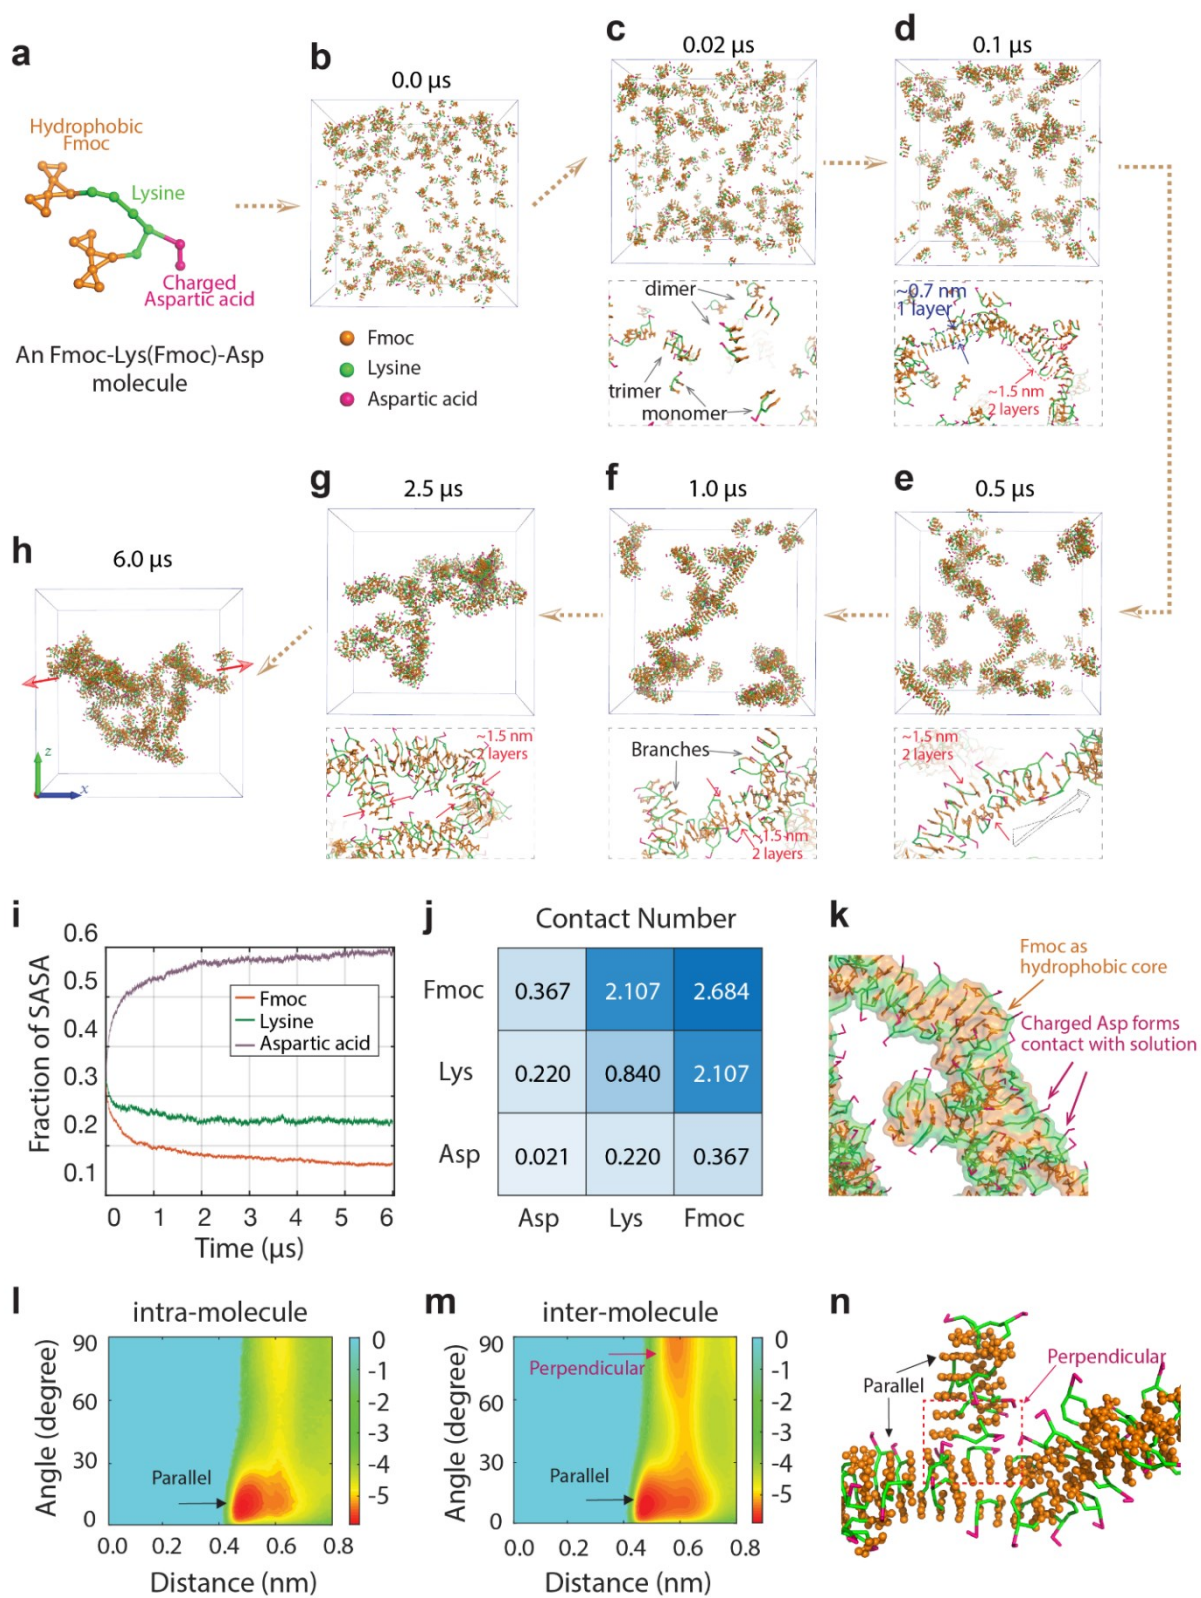 a
Hydrophobic
Fmoc
Lysine
Charged
Aspartic acid
An Fmoc-Lys(Fmoc)-Asp
molecule
b
0.0 µs
Fmoc
Lysine
Aspartic acid
c
0.02 µs
dimer
trimer
monomer
d
0.1 µs
~0.7 nm
1 layer
~1.5 nm
2 layers
e
0.5 µs
~1.5 nm
2 layers
f
1.0 µs
Branches
~1.5 nm
2 layers
g
2.5 µs
~1.5 nm
2 layers
h
6.0 µs
z
x
i
Fraction of SASA
0.6
0.5
0.4
0.3
0.2
0.1
Fmoc
Lysine
Aspartic acid
0 1 2 3 4 5 6
Time (µs)
j
Contact Number
Fmoc 0.367 2.107 2.684
Lys 0.220 0.840 2.107
Asp 0.021 0.220 0.367
Asp Lys Fmoc
k
Fmoc as
hydrophobic core
Charged Asp forms
contact with solution
l
intra-molecule
Angle (degree)
90
60
30
0
Parallel
0.0 0.2 0.4 0.6 0.8
Distance (nm)
0
-1
-2
-3
-4
-5
m
inter-molecule
Angle (degree)
90
60
30
0
Perpendicular
Parallel
0.0 0.2 0.4 0.6 0.8
Distance (nm)
0
-1
-2
-3
-4
-5
n
Perpendicular
Parallel